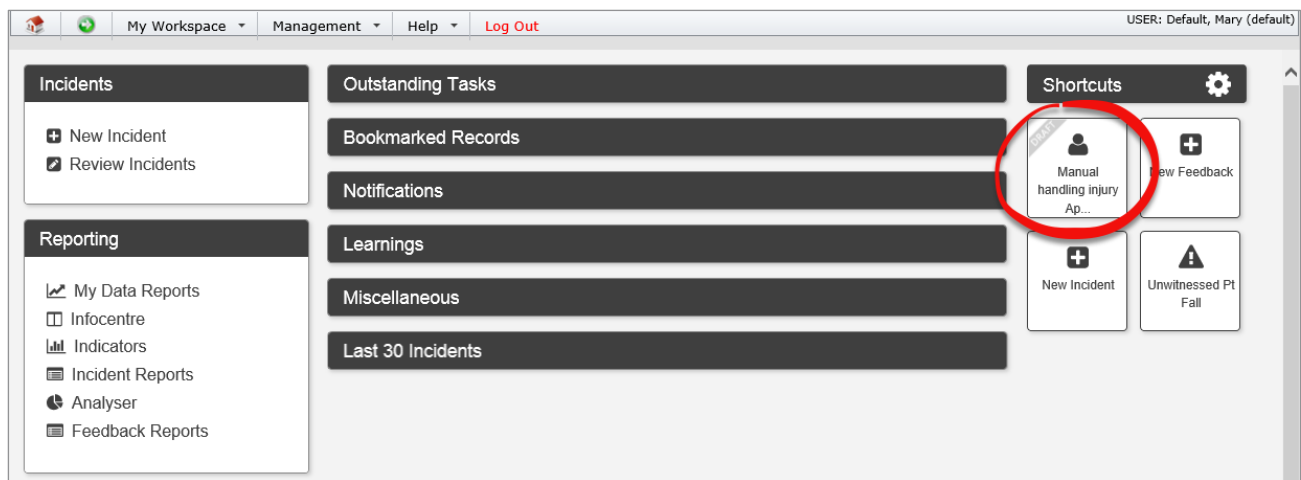 My Workspace Management Help Log Out USER: Default, Mary (default)
Incidents
New Incident
Review Incidents
Reporting
My Data Reports
Infocentre
Indicators
Incident Reports
Analyser
Feedback Reports
Outstanding Tasks
Bookmarked Records
Notifications
Learnings
Miscellaneous
Last 30 Incidents
Shortcuts
DRAFT
Manual
handling injury
Ap...
New Feedback
New Incident
Unwitnessed Pt
Fall